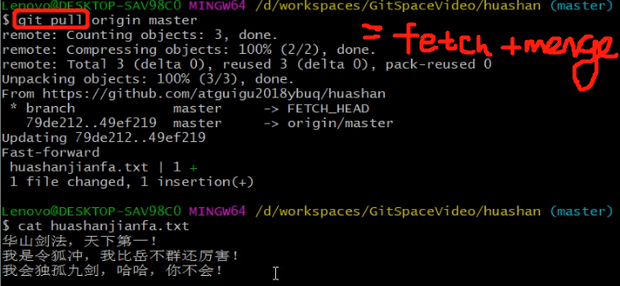 Lenovo@DESKTOP-SAV98C0 MINGW64 /d/workspaces/GitSpaceVideo/huashan (master)
$ git pull origin master
= fetch + merge
remote: Counting objects: 3, done.
remote: Compressing objects: 100% (2/2), done.
remote: Total 3 (delta 0), reused 3 (delta 0), pack-reused 0
Unpacking objects: 100% (3/3), done.
From https://github.com/atguigu2018ybuq/huashan
 * branch            master     -> FETCH_HEAD
   79de212..49ef219  master     -> origin/master
Updating 79de212..49ef219
Fast-forward
 huashanjianfa.txt | 1 +
 1 file changed, 1 insertion(+)
Lenovo@DESKTOP-SAV98C0 MINGW64 /d/workspaces/GitSpaceVideo/huashan (master)
$ cat huashanjianfa.txt
华山剑法，天下第一！
我是令狐冲，我比岳不群还厉害！
我会独孤九剑，哈哈，你不会！